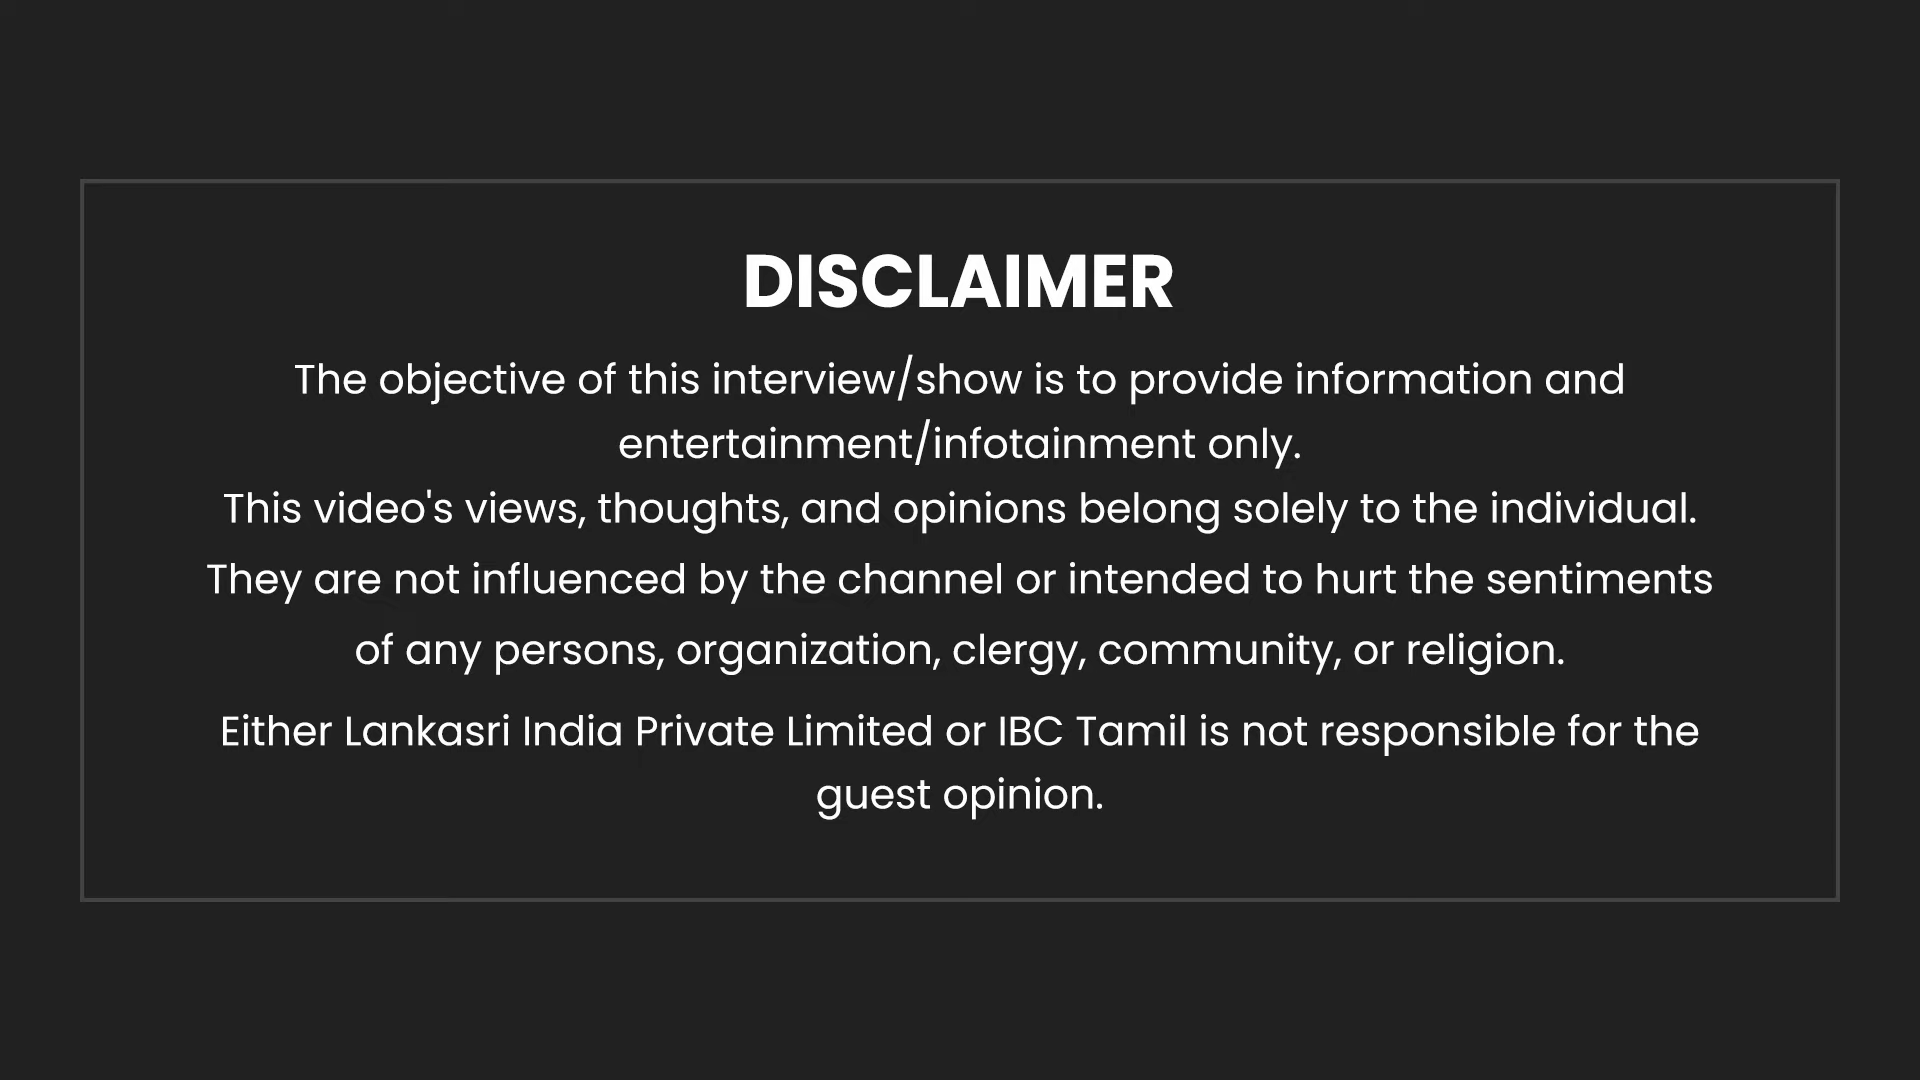 DISCLAIMER
The objective of this interview/show is to provide information and
entertainment/infotainment only.
This video's views, thoughts, and opinions belong solely to the individual.
They are not influenced by the channel or intended to hurt the sentiments
of any persons, organization, clergy, community, or religion.
Either Lankasri India Private Limited or IBC Tamil is not responsible for the
guest opinion.